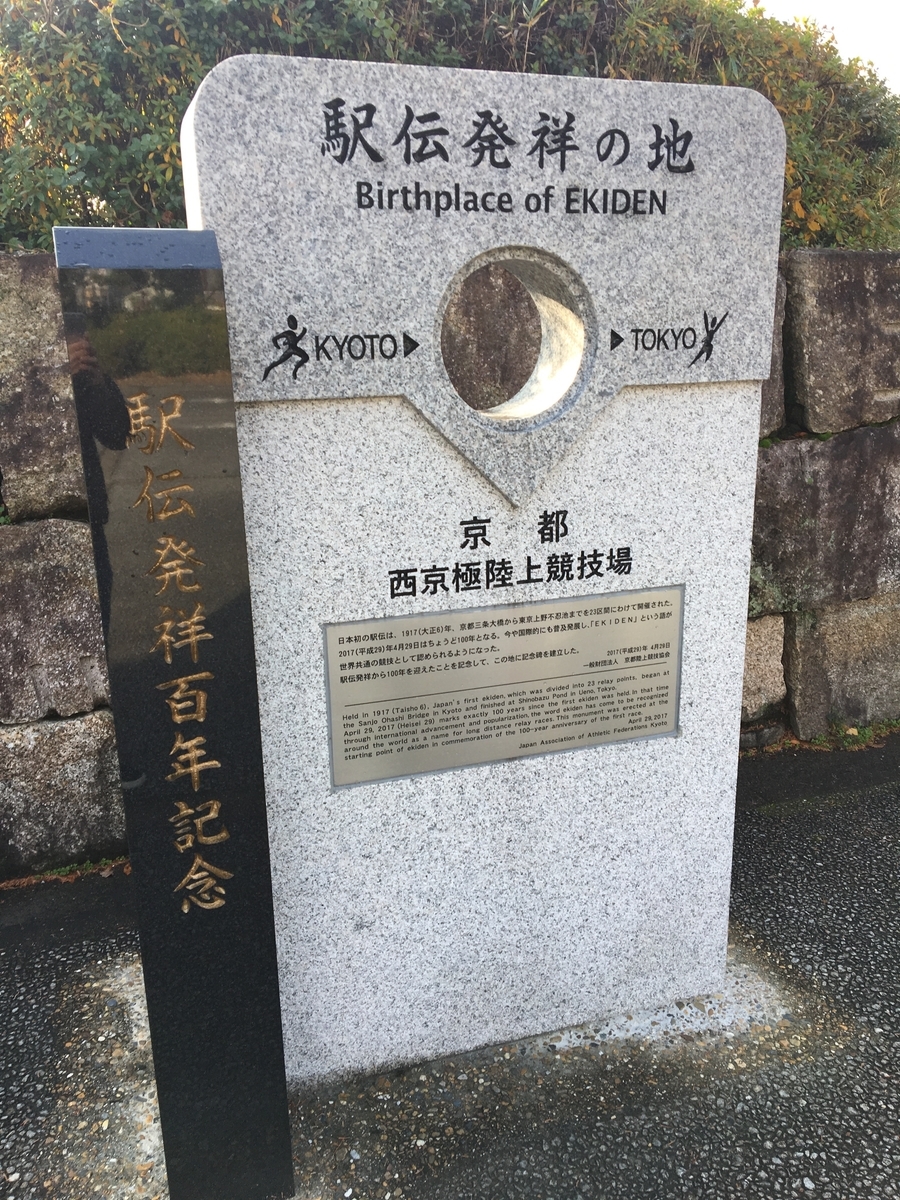 駅伝発祥の地
Birthplace of EKIDEN
KYOTO
TOKYO
京都
西京極陸上競技場
日本初の駅伝は、1917(大正6)年、京都三条大橋から東京上野不忍池までを23区間にわけて開催された。
2017(平成29)年4月29日はちょうど100年となる。今や国際的にも普及発展し、「EKIDEN」という語が
世界共通の競技として認められるようになった。
駅伝発祥から100年を迎えたことを記念して、この地に記念碑を建立した。
2017(平成29)年 4月29日
一般財団法人 京都陸上競技協会
Held in 1917 (Taisho 6), Japan's first ekiden, which was divided into 23 relay points, began at
the Sanjo Ohashi Bridge in Kyoto and finished at Shinobazu Pond in Ueno, Tokyo.
April 29, 2017 (Heisei 29) marks exactly 100 years since the first ekiden was held. In that time
through international advancement and popularization, the word ekiden has come to be recognized
around the world as a name for long distance relay races. This monument was erected at the
starting point of ekiden in commemoration of the 100-year anniversary of the first race.
April 29, 2017
Japan Association of Athletic Federations Kyoto.
駅伝発祥百年記念